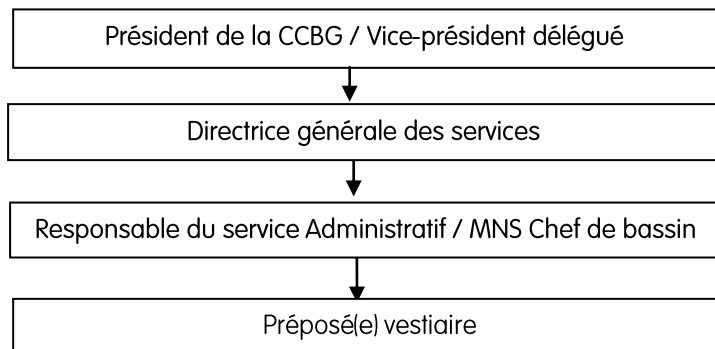 Président de la CCBG / Vice-président délégué
Directrice générale des services
Responsable du service Administratif / MNS Chef de bassin
Préposé(e) vestiaire